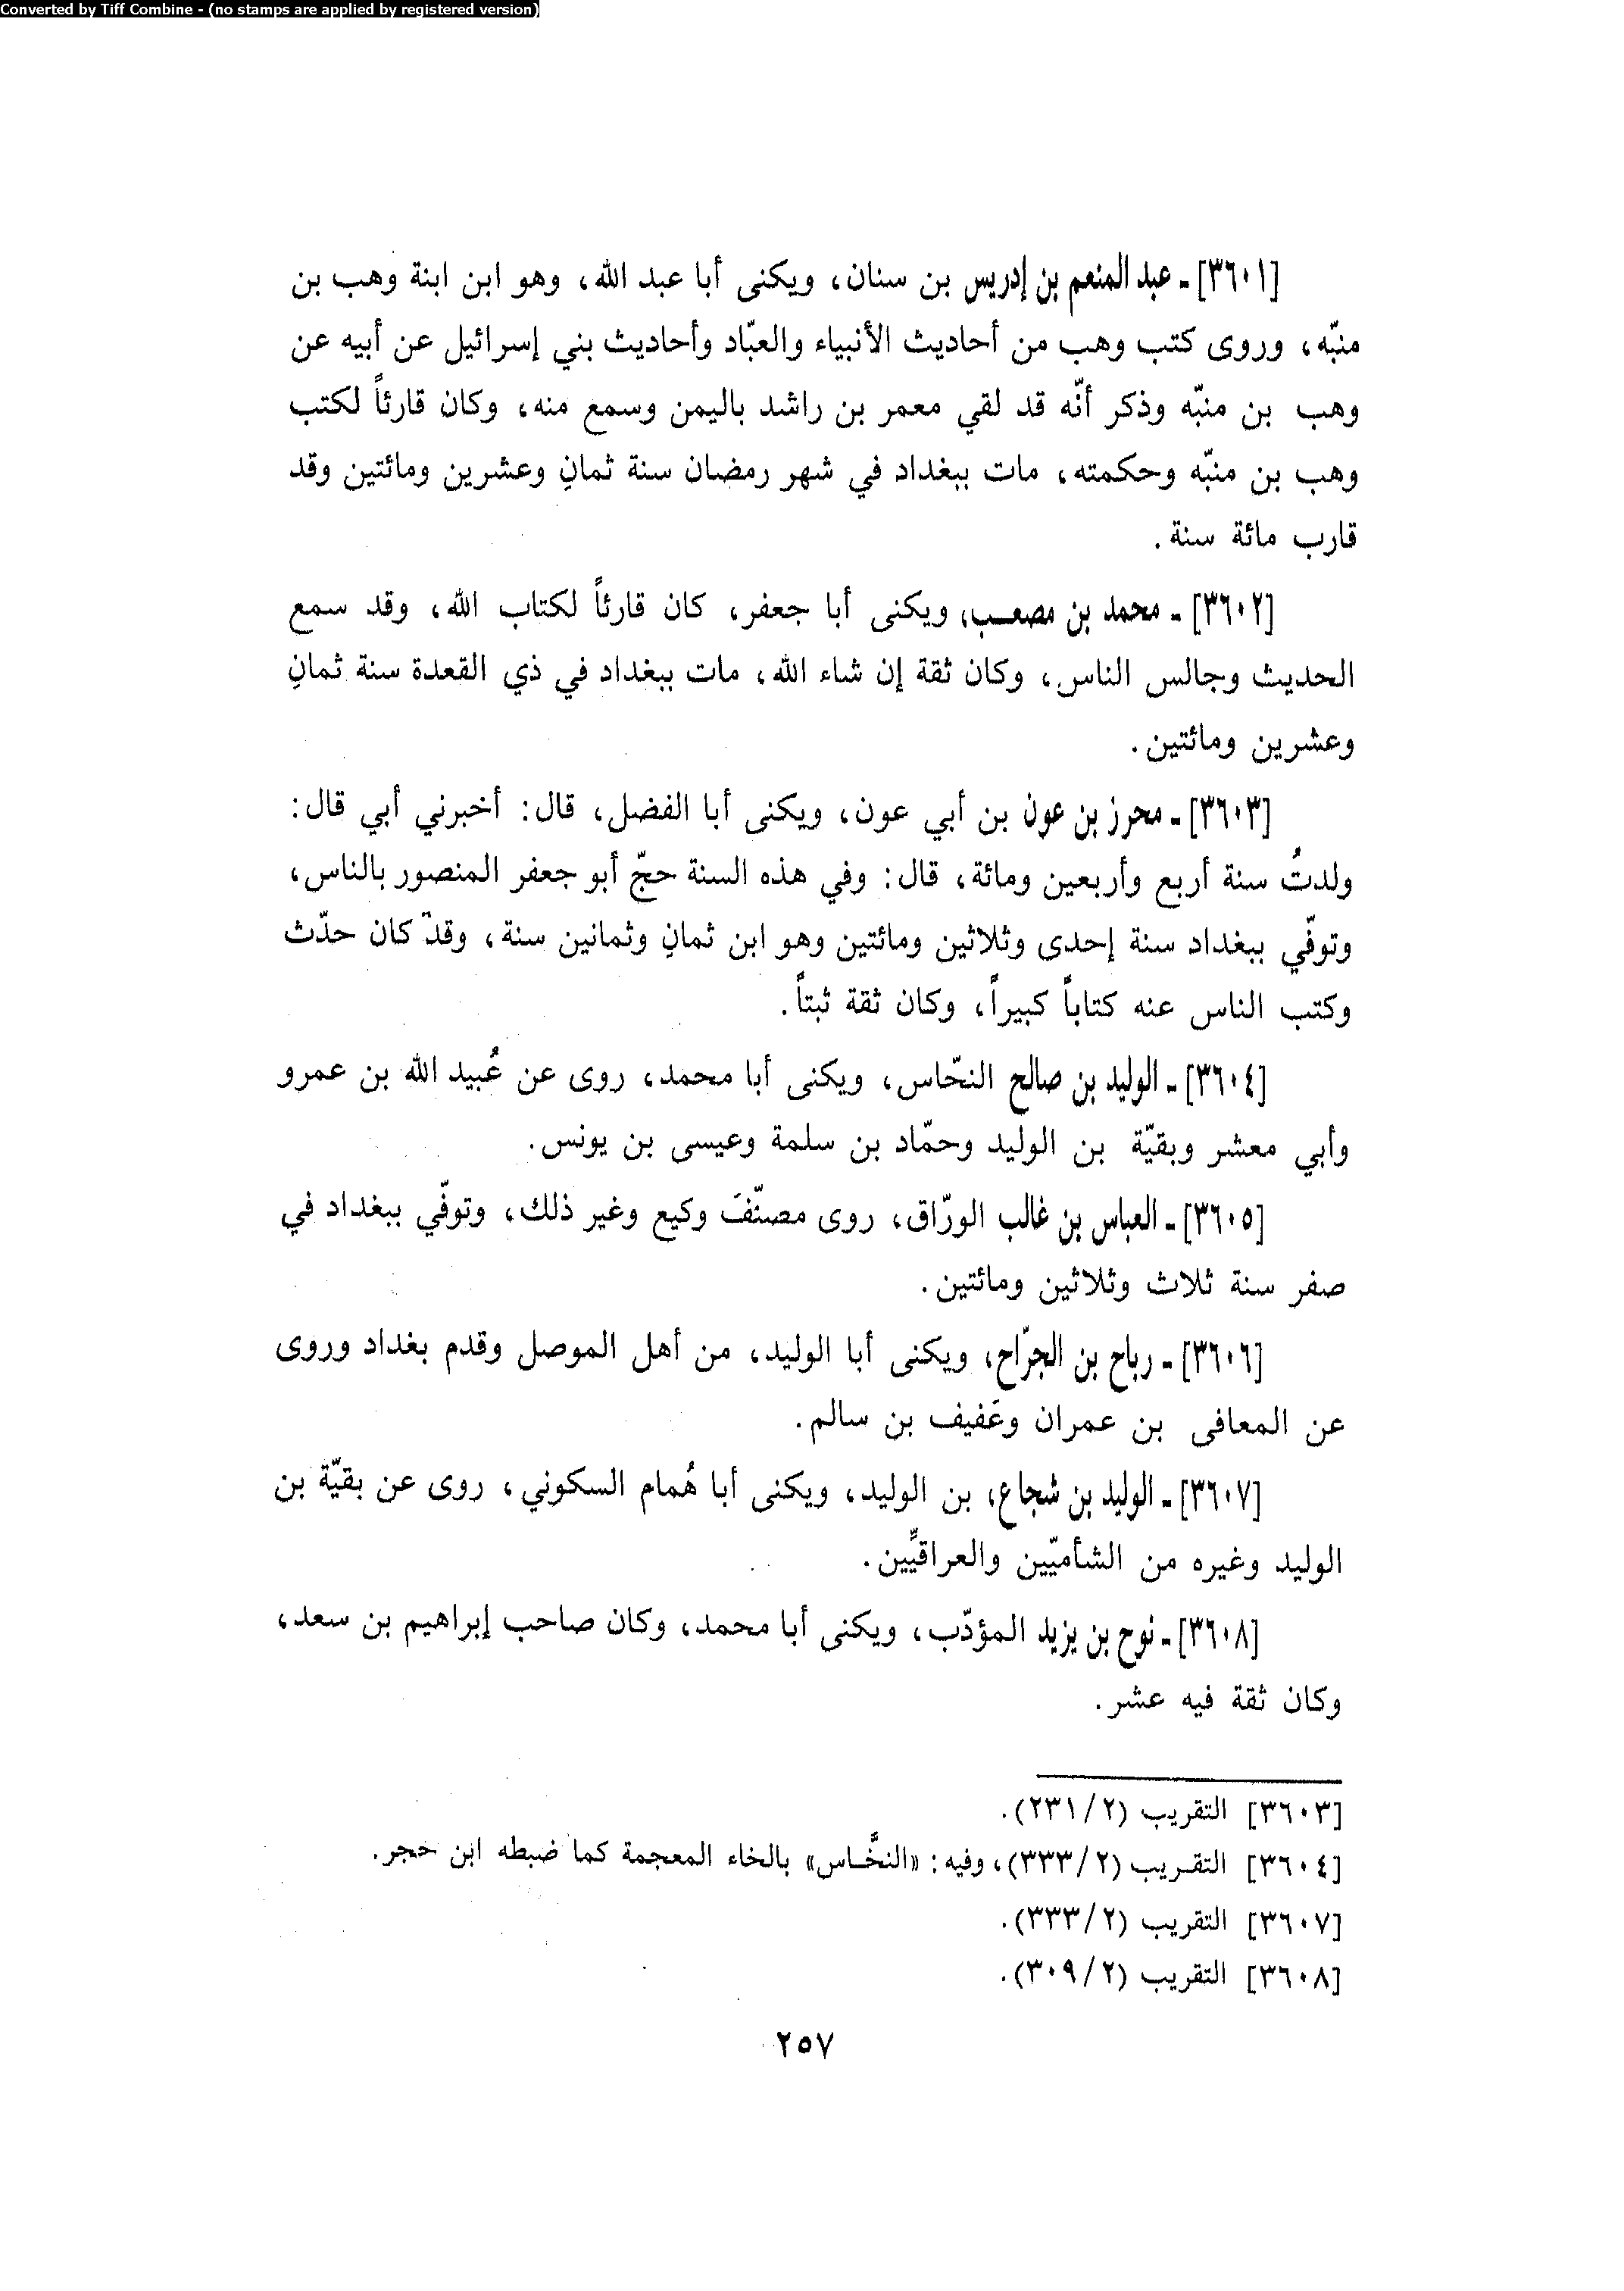 Converted by Tiff Combine - (no stamps are applied by registered version)
[٣٦٠١] - عبد المنعم بن إدريس بن سنان، ويكنى أبا عبد الله، وهو ابن ابنة وهب بن
منبّه، وروى كتب وهب من أحاديث الأنبياء والعبّاد وأحاديث بني إسرائيل عن أبيه عن
وهب بن منبّه وذكر أنّه قد لقي معمر بن راشد باليمن وسمع منه، وكان قارئاً لكتب
وهب بن منبّه وحكمته، مات ببغداد في شهر رمضان سنة ثمانٍ وعشرين ومائتين وقد
قارب مائة سنة.
[٣٦٠٢] - محمد بن مصعب، ويكنى أبا جعفر، كان قارئاً لكتاب الله، وقد سمع
الحديث وجالس الناس، وكان ثقة إن شاء الله، مات ببغداد في ذي القعدة سنة ثمانٍ
وعشرين ومائتين.
[٣٦٠٣] - محرز بن عون بن أبي عون، ويكنى أبا الفضل، قال: أخبرني أبي قال:
ولدتُ سنة أربع وأربعين ومائة، قال: وفي هذه السنة حجّ أبو جعفر المنصور بالناس،
وتوفّي ببغداد سنة إحدى وثلاثين ومائتين وهو ابن ثمانٍ وثمانين سنة، وقد كان حدّث
وكتب الناس عنه كتاباً كبيراً، وكان ثقة ثبتاً.
[٣٦٠٤] - الوليد بن صالح النحّاس، ويكنى أبا محمد، روى عن عُبيد الله بن عمرو
وأبي معشر وبقيّة بن الوليد وحمّاد بن سلمة وعيسى بن يونس.
[٣٦٠٥] - العباس بن غالب الورّاق، روى مصنّفَ وكيع وغير ذلك، وتوفّي ببغداد في
صفر سنة ثلاث وثلاثين ومائتين.
[٣٦٠٦] - رباح بن الجرّاح، ويكنى أبا الوليد، من أهل الموصل وقدم بغداد وروى
عن المعافى بن عمران وعَفيف بن سالم.
[٣٦٠٧] - الوليد بن شجاع، بن الوليد، ويكنى أبا هُمام السكوني، روى عن بقيّة بن
الوليد وغيره من الشأميّين والعراقيّين.
[٣٦٠٨] - نوح بن يزيد المؤدّب، ويكنى أبا محمد، وكان صاحب إبراهيم بن سعد،
وكان ثقة فيه عشر.
[٣٦٠٣] التقريب (٢/ ٢٣١).
[٣٦٠٤] التقريب (٢/ ٣٣٣)، وفيه: «النخَّاس» بالخاء المعجمة كما ضبطه ابن حجر.
[٣٦٠٧] التقريب (٢/ ٣٣٣).
[٣٦٠٨] التقريب (٢/ ٣٠٩).
٢٥٧